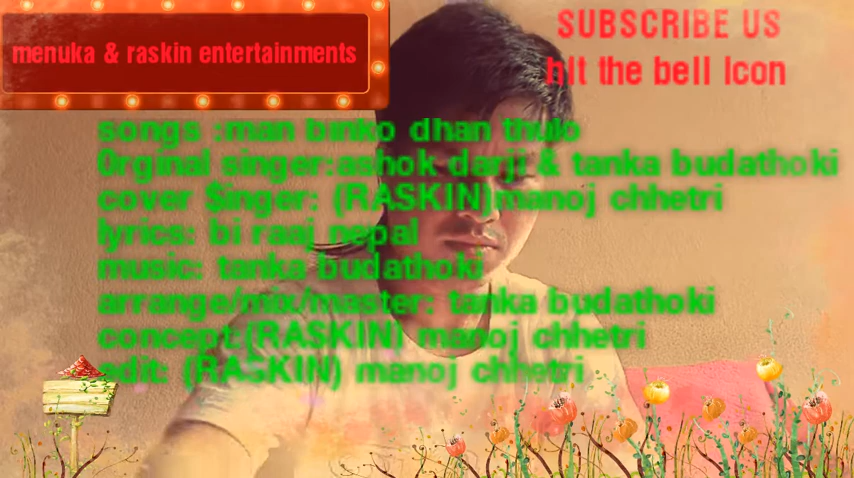 menuka & raskin entertainments
SUBSCRIBE US
hIt the bell Icon
songs :man binko dhan thulo
0rginal singer:ashok darji & tanka budathoki
cover $inger: (RASKIN)manoj chhetri
lyrics: bi raaj nepal
music: tanka budathoki
arrange/mix/master: tanka budathoki
concept:(RASKIN) manoj chhetri
edit: (RASKIN) manoj chhetri